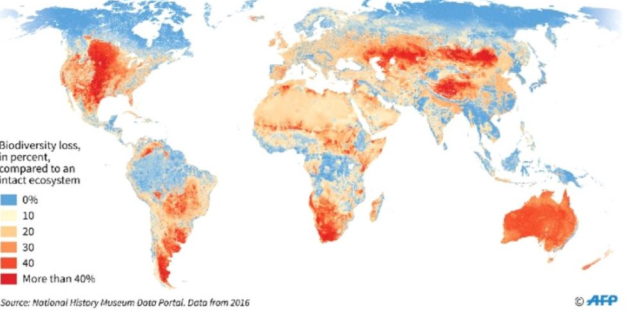 Biodiversity loss,
in percent,
compared to an
intact ecosystem
0%
10
20
30
40
More than 40%
Source: National History Museum Data Portal. Data from 2016
© AFP